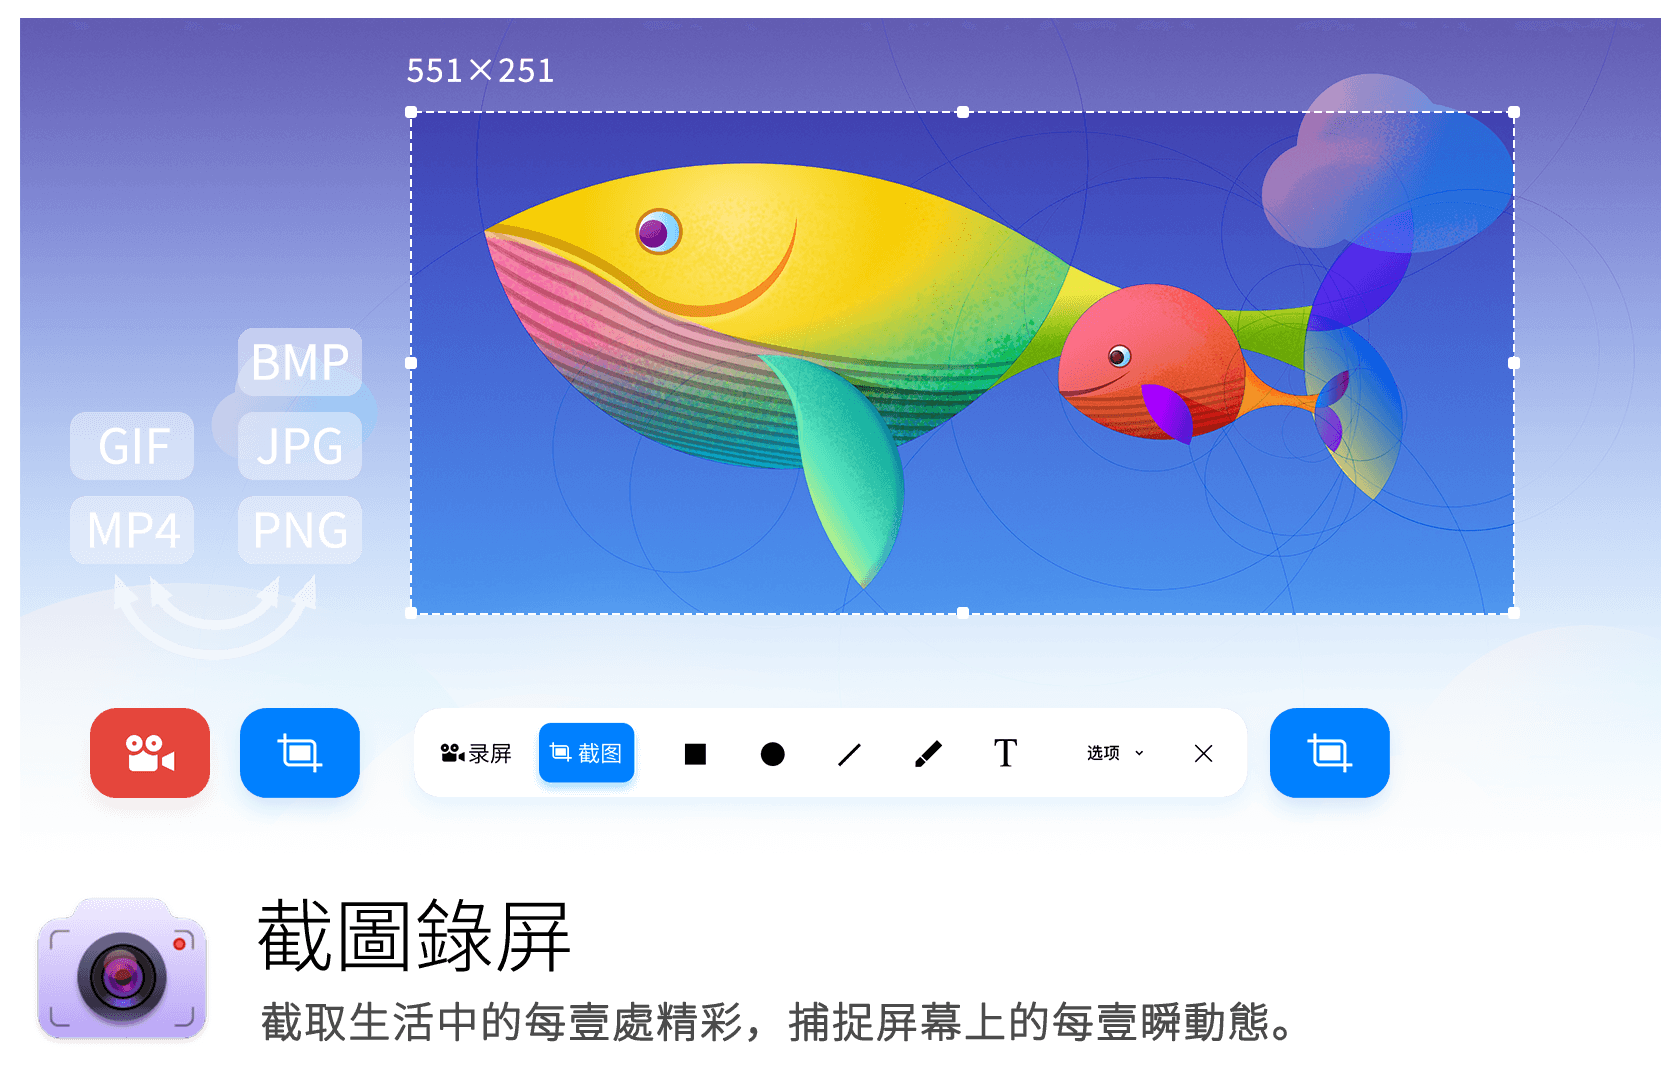 551×251
BMP
GIF
JPG
MP4
PNG
录屏
截图
T
选项
截圖錄屏
截取生活中的每壹處精彩，捕捉屏幕上的每壹瞬動態。